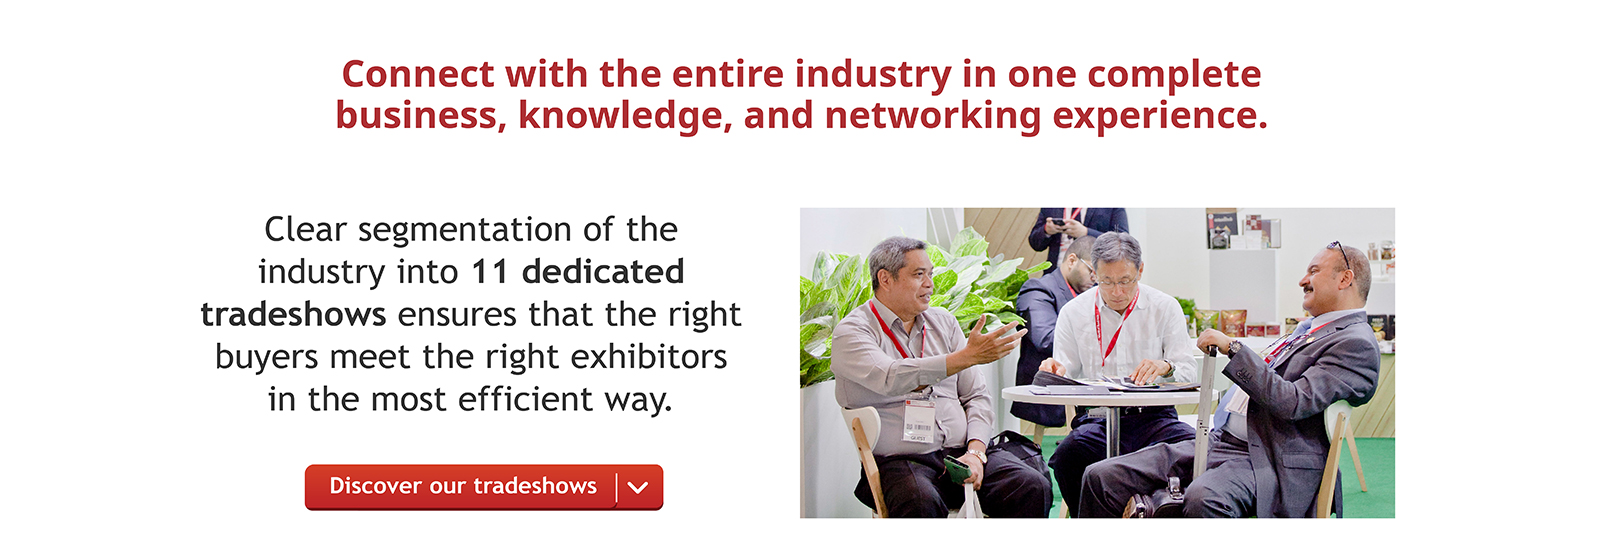 Connect with the entire industry in one complete
business, knowledge, and networking experience.
Clear segmentation of the
industry into 11 dedicated
tradeshows ensures that the right
buyers meet the right exhibitors
in the most efficient way.
Discover our tradeshows